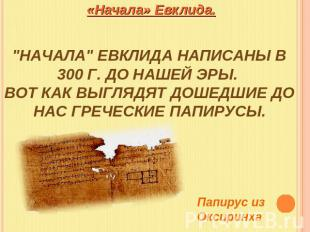 «Начала» Евклида.
"НАЧАЛА" ЕВКЛИДА НАПИСАНЫ В
300 Г. ДО НАШЕЙ ЭРЫ.
ВОТ КАК ВЫГЛЯДЯТ ДОШЕДШИЕ ДО
НАС ГРЕЧЕСКИЕ ПАПИРУСЫ.
Папирус из
Оксиринха